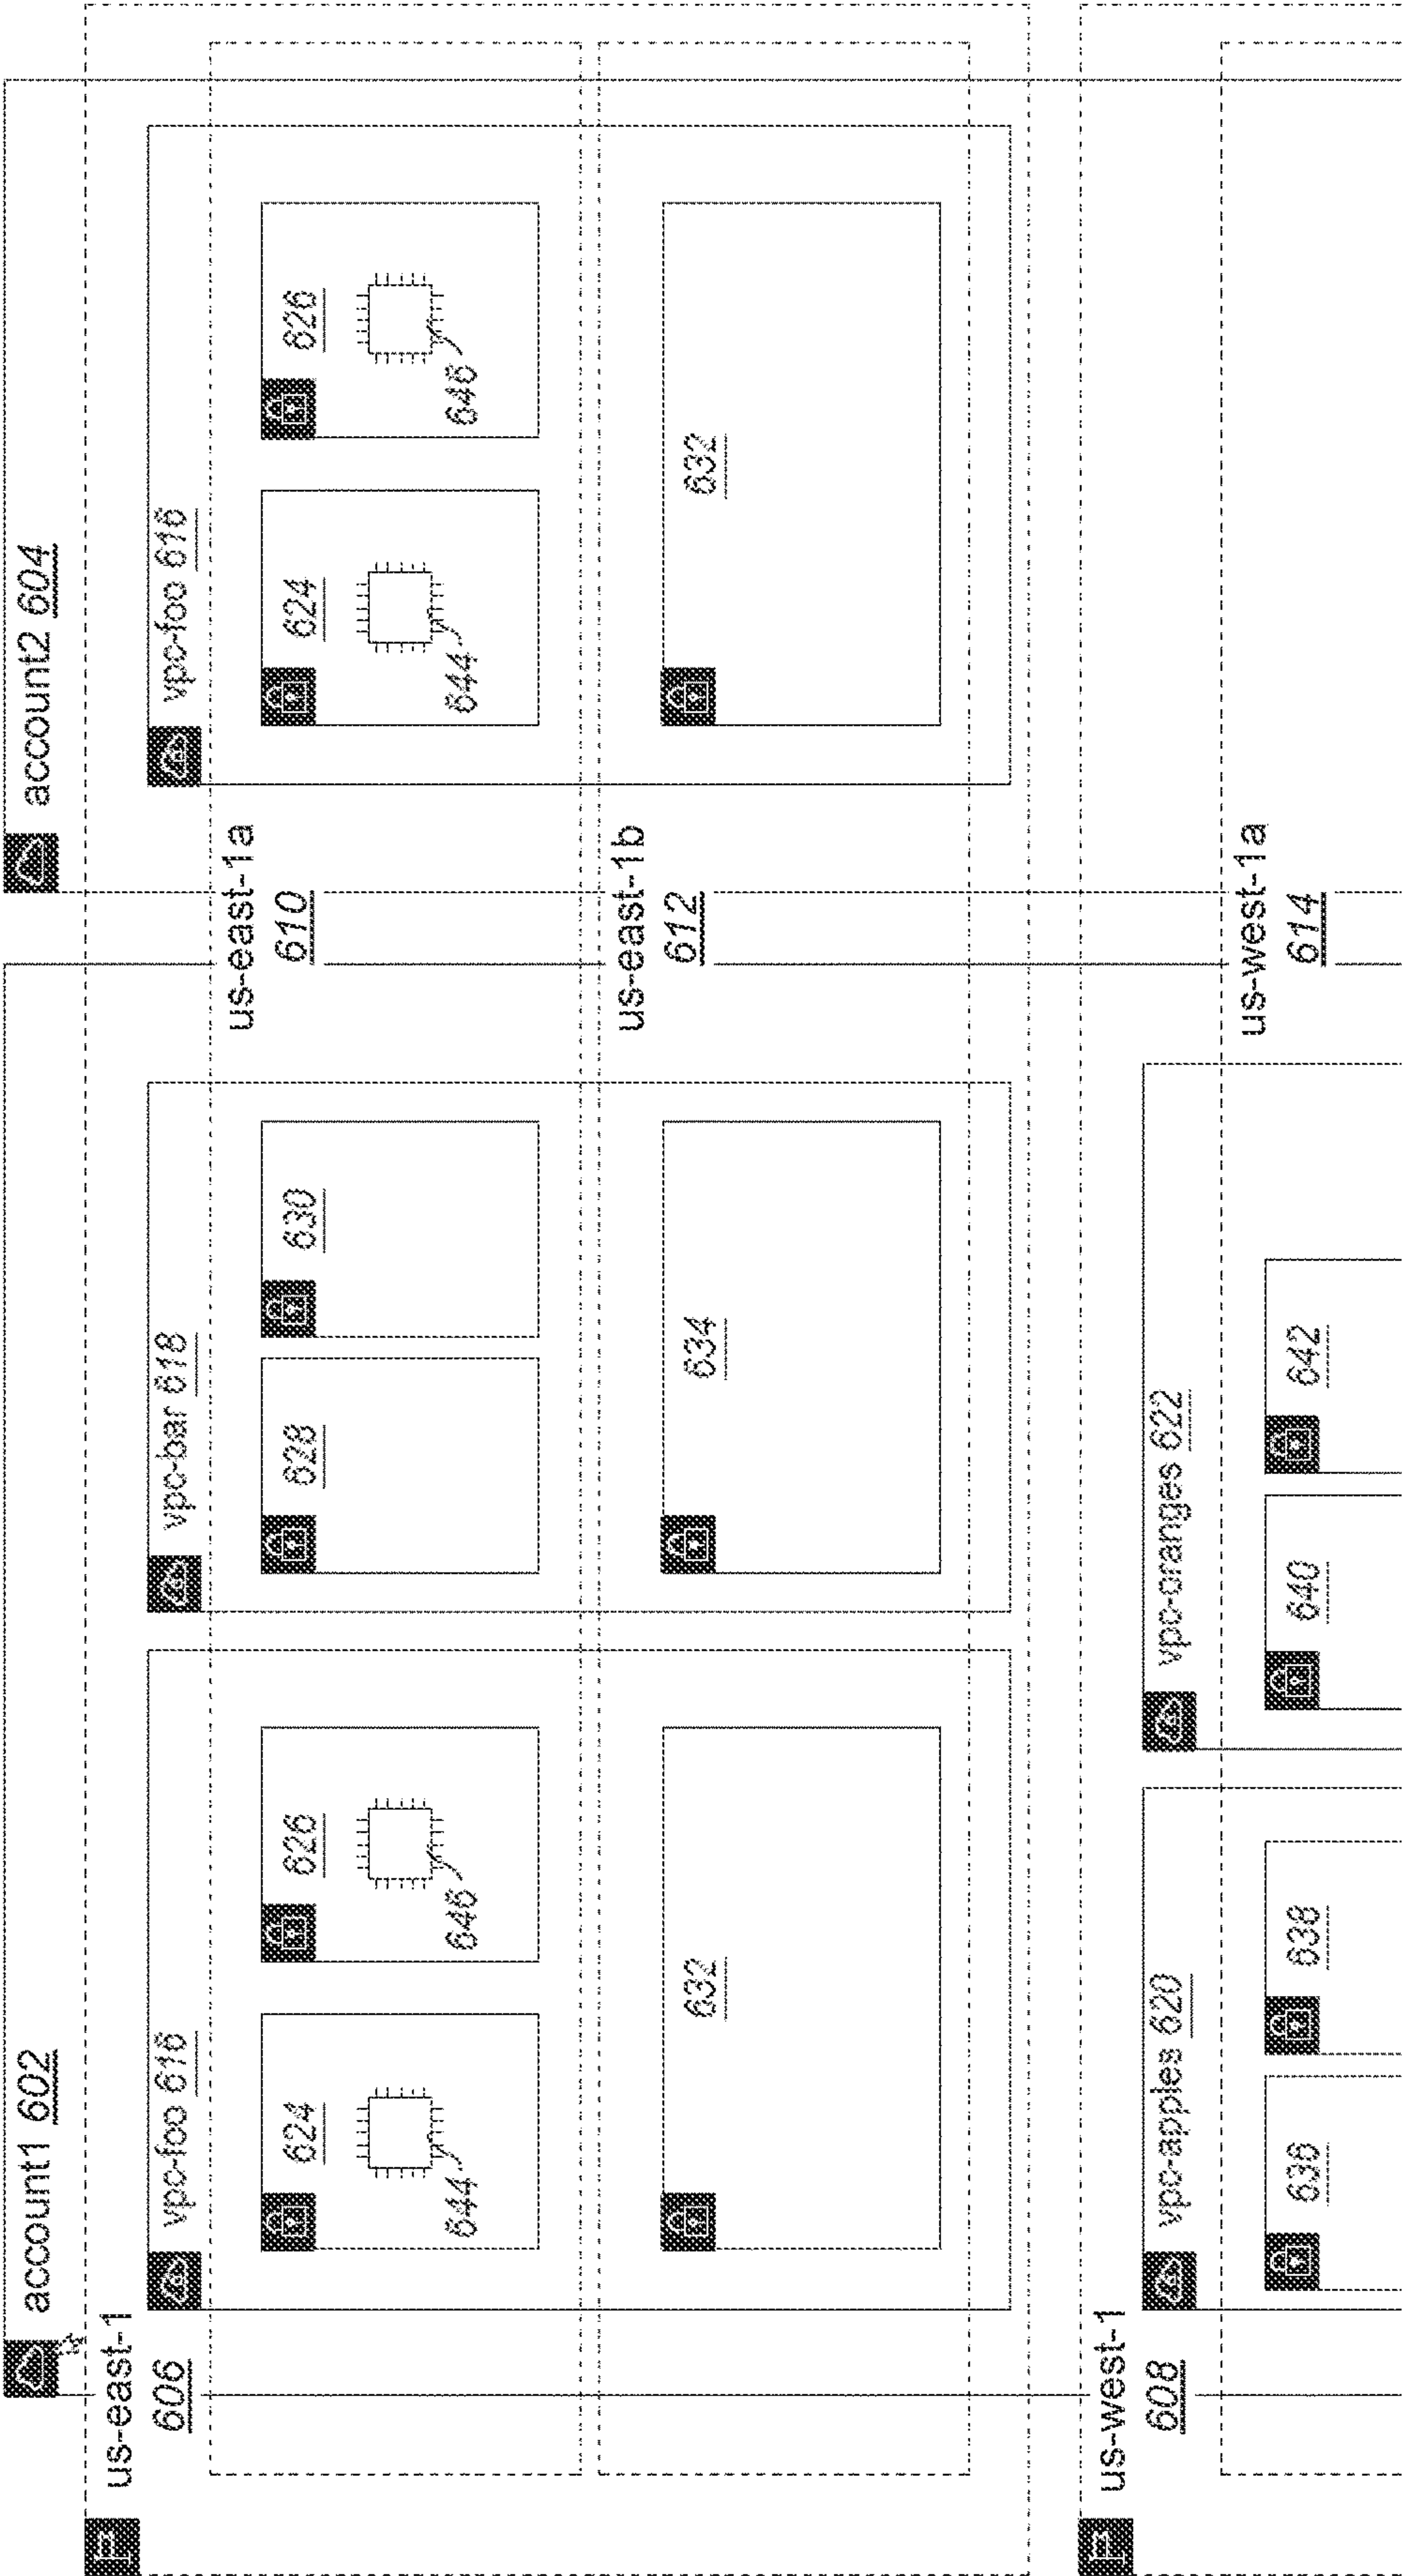 account1 602
account2 604
us-east-1
606
vpc-foo 616
vpc-bar 618
vpc-foo 616
us-east-1a
610
624
626
628
630
624
626
644
646
644
646
us-east-1b
612
632
634
632
us-west-1
608
vpc-apples 620
vpc-oranges 622
us-west-1a
614
636
638
640
642